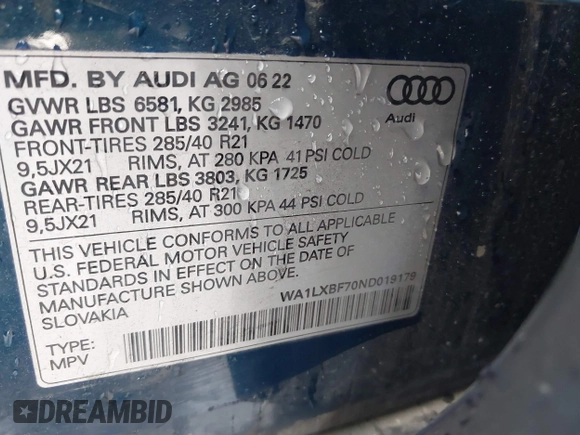 MFD. BY AUDI AG 06 22
GVWR LBS 6581, KG 2985
GAWR FRONT LBS 3241, KG 1470
FRONT-TIRES 285/40 R21
9,5JX21 RIMS, AT 280 KPA 41 PSI COLD
GAWR REAR LBS 3803, KG 1725
REAR-TIRES 285/40 R21
9,5JX21 RIMS, AT 300 KPA 44 PSI COLD
Audi
THIS VEHICLE CONFORMS TO ALL APPLICABLE
U.S. FEDERAL MOTOR VEHICLE SAFETY
STANDARDS IN EFFECT ON THE DATE OF
MANUFACTURE SHOWN ABOVE.
SLOVAKIA
WA1LXBF70ND019179
TYPE:
MPV
DREAMBID